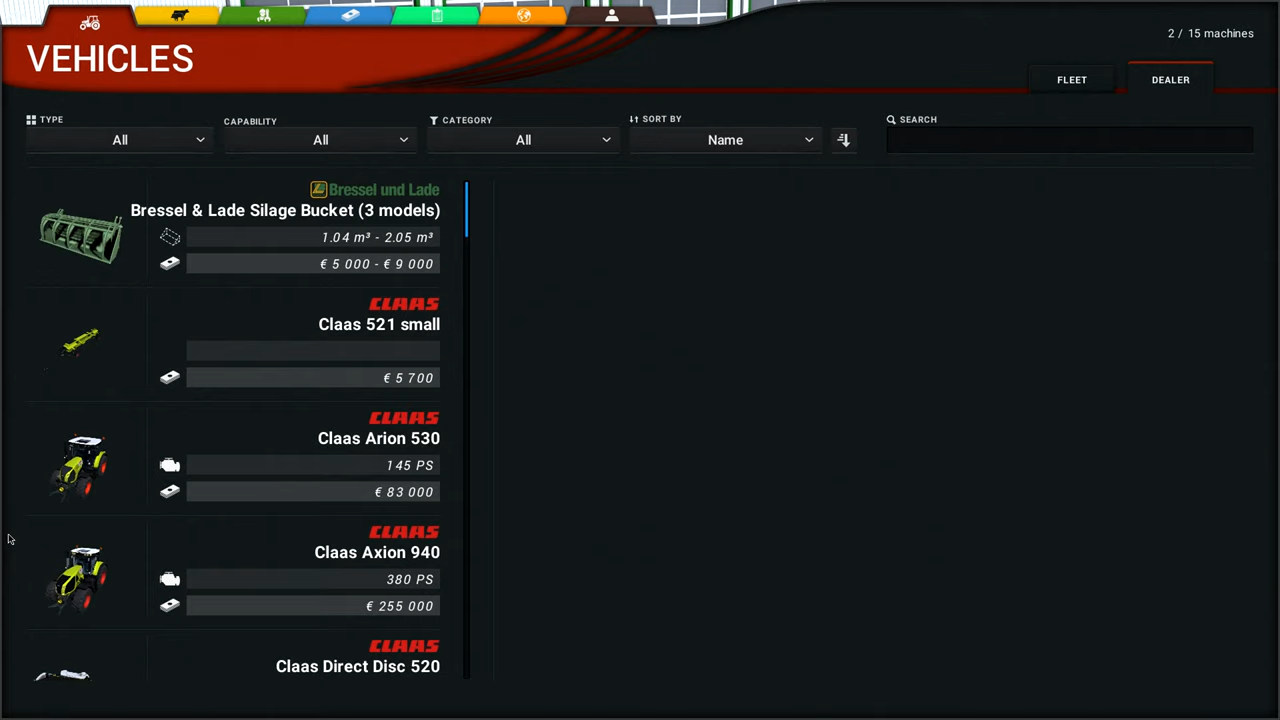 VEHICLES
2 / 15 machines
FLEET
DEALER
TYPE
CAPABILITY
CATEGORY
SORT BY
SEARCH
All
All
All
Name
Bressel und Lade
Bressel & Lade Silage Bucket (3 models)
1.04 m³ - 2.05 m³
€ 5 000 - € 9 000
CLAAS
Claas 521 small
€ 5 700
CLAAS
Claas Arion 530
145 PS
€ 83 000
CLAAS
Claas Axion 940
380 PS
€ 255 000
CLAAS
Claas Direct Disc 520